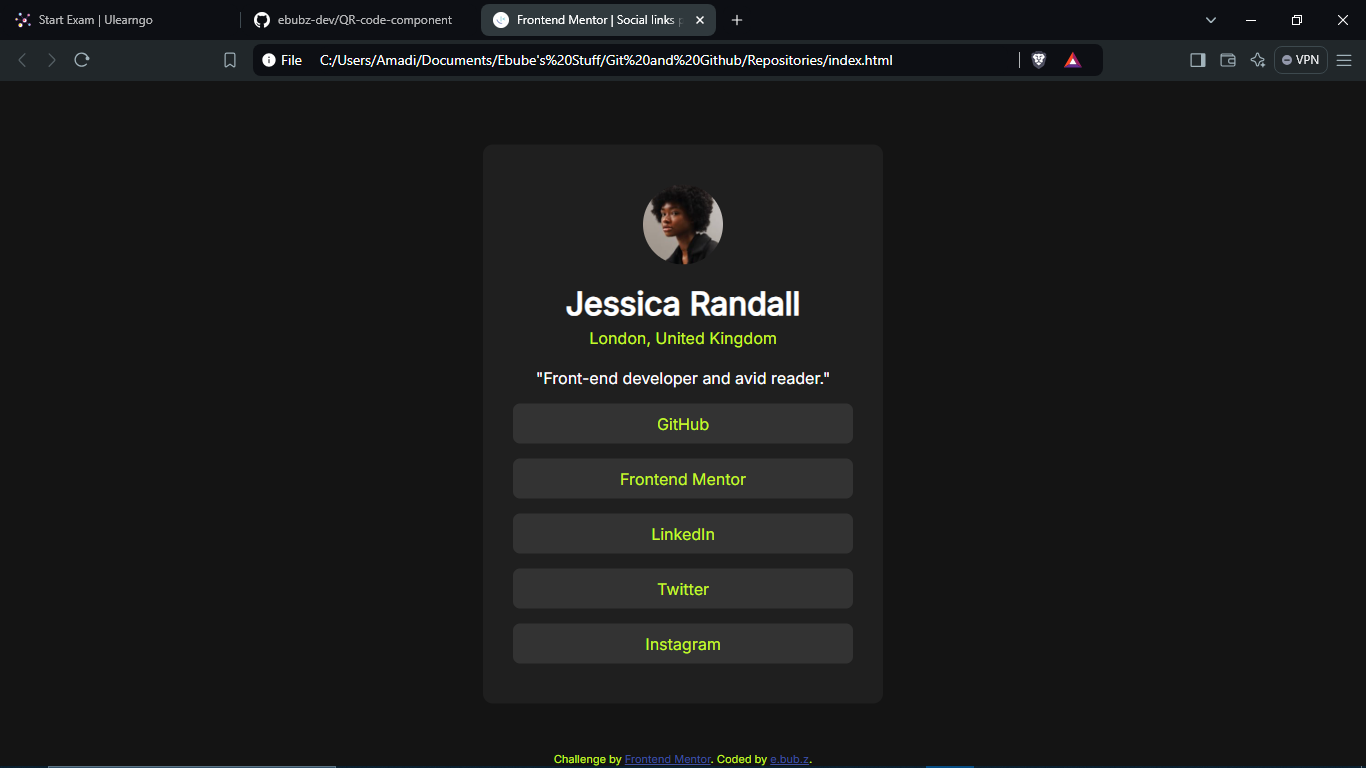 Start Exam | Ulearngo
ebubz-dev/QR-code-component
Frontend Mentor | Social links
File C:/Users/Amadi/Documents/Ebube's%20Stuff/Git%20and%20Github/Repositories/index.html
VPN
Jessica Randall
London, United Kingdom
"Front-end developer and avid reader."
GitHub
Frontend Mentor
LinkedIn
Twitter
Instagram
Challenge by Frontend Mentor. Coded by e.bub.z.